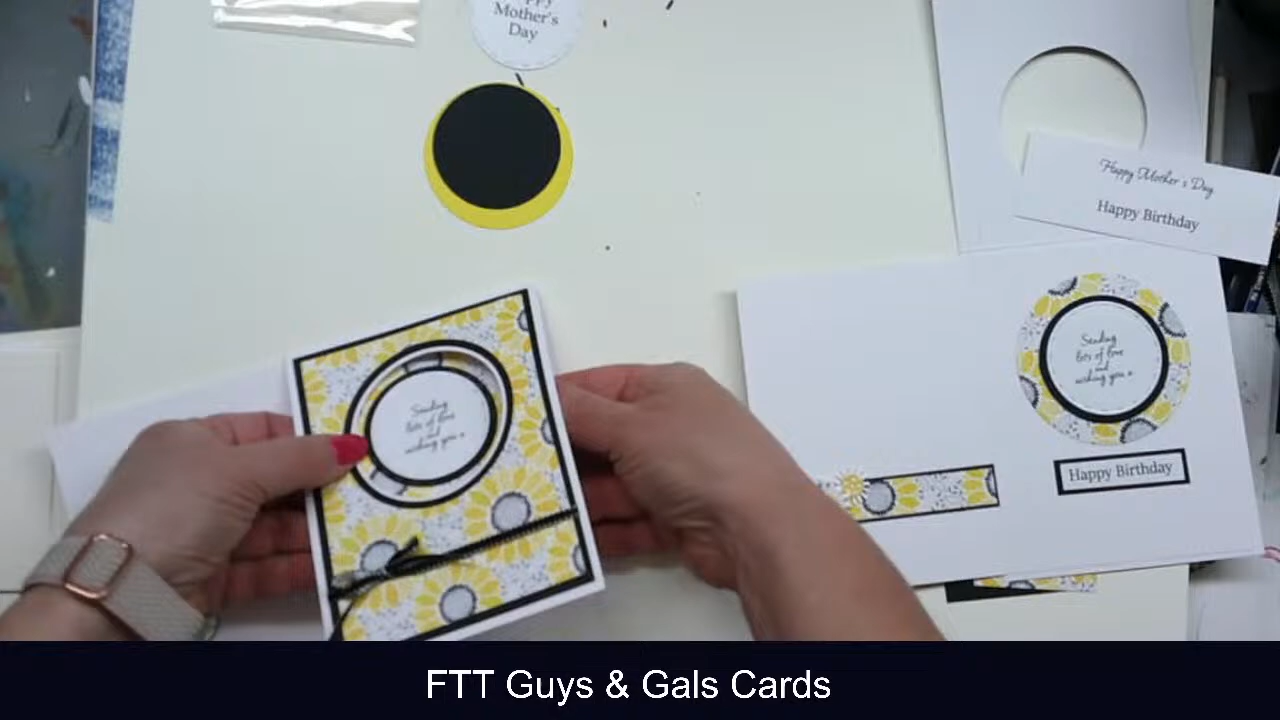 Mother's
Day
Happy Mother's Day
Happy Birthday
Sending
lots of love
and
wishing you a
Happy Birthday
Sending
lots of love
and
wishing you a
FTT Guys & Gals Cards